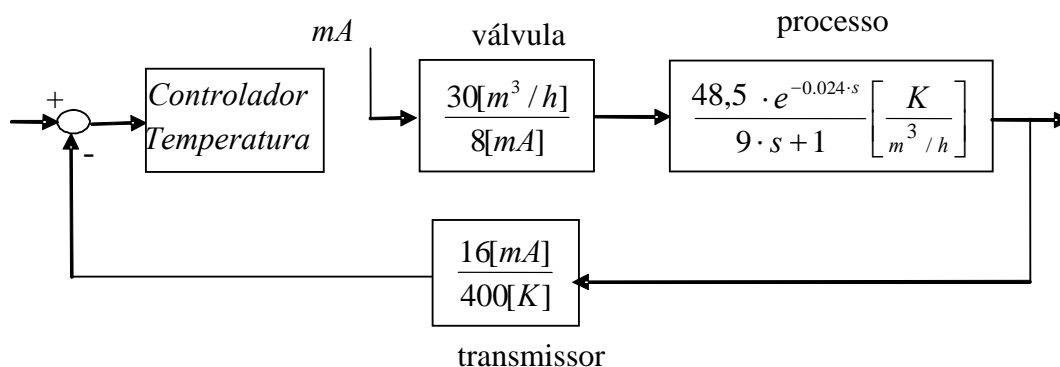 mA
válvula
processo
+
-
Controlador
Temperatura
30[m³ / h]
8[mA]
48,5 · e^{-0.024·s}
9 · s + 1
[K
m³ / h]
16[mA]
400[K]
transmissor